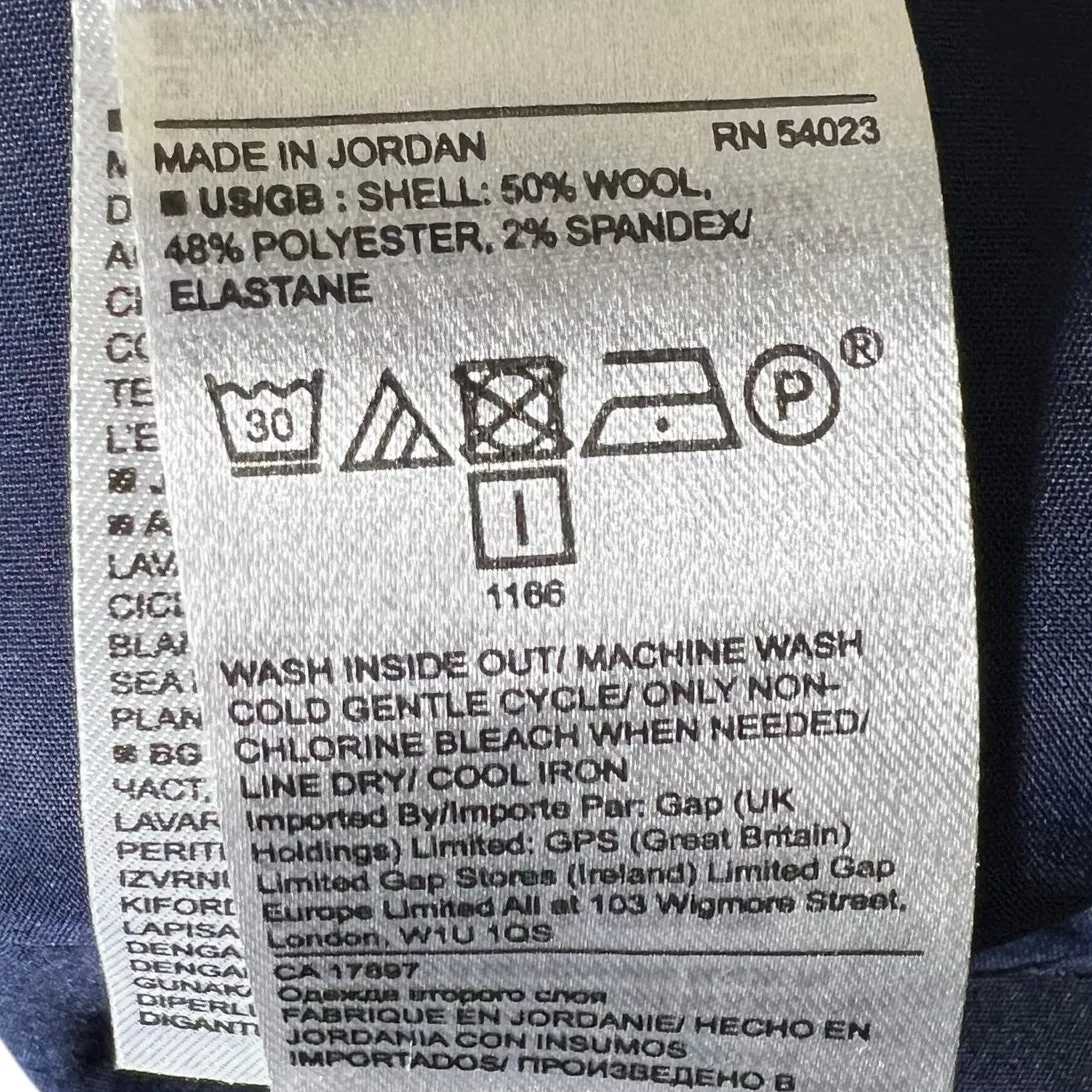 MADE IN JORDAN RN 54023
US/GB : SHELL: 50% WOOL,
48% POLYESTER, 2% SPANDEX/
ELASTANE
30 P ®
1166
WASH INSIDE OUT/ MACHINE WASH
COLD GENTLE CYCLE/ ONLY NON-
CHLORINE BLEACH WHEN NEEDED/
LINE DRY/ COOL IRON
Imported By/Importe Par: Gap (UK
Holdings) Limited: GPS (Great Britain)
Limited Gap Stores (Ireland) Limited Gap
Europe Limited All at 103 Wigmore Street,
London, W1U 1QS
CA 17897
Одежда второго слоя
FABRIQUE EN JORDANIE/ HECHO EN
JORDANIA CON INSUMOS
IMPORTADOS/ ПРОИЗВЕДЕНО В